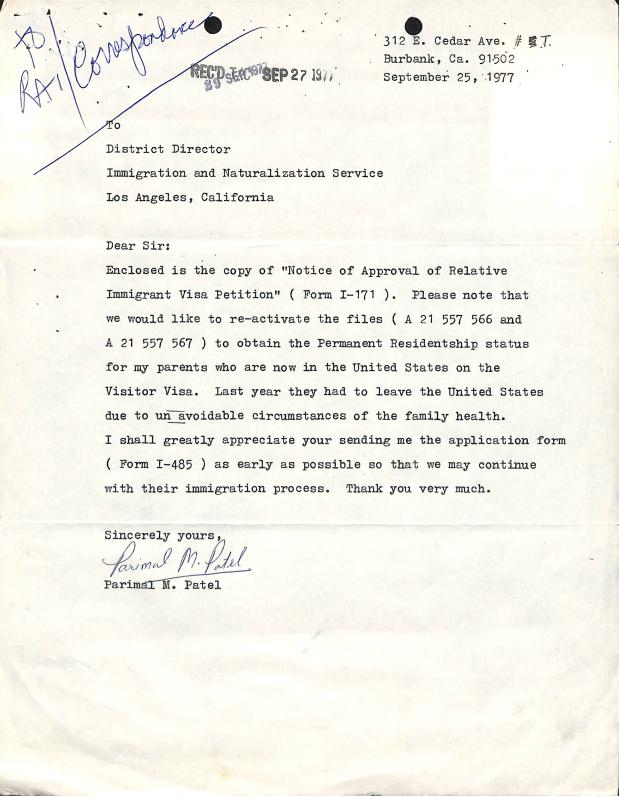 To
RAI/Correspondence
REC'D SEP 27 1977
312 E. Cedar Ave. #
Burbank, Ca. 91502
September 25, 1977
To
District Director
Immigration and Naturalization Service
Los Angeles, California
Dear Sir:
Enclosed is the copy of "Notice of Approval of Relative
Immigrant Visa Petition" ( Form I-171 ). Please note that
we would like to re-activate the files ( A 21 557 566 and
A 21 557 567 ) to obtain the Permanent Residentship status
for my parents who are now in the United States on the
Visitor Visa. Last year they had to leave the United States
due to un avoidable circumstances of the family health.
I shall greatly appreciate your sending me the application form
( Form I-485 ) as early as possible so that we may continue
with their immigration process. Thank you very much.
Sincerely yours,
Parimal M. Patel
Parimal M. Patel